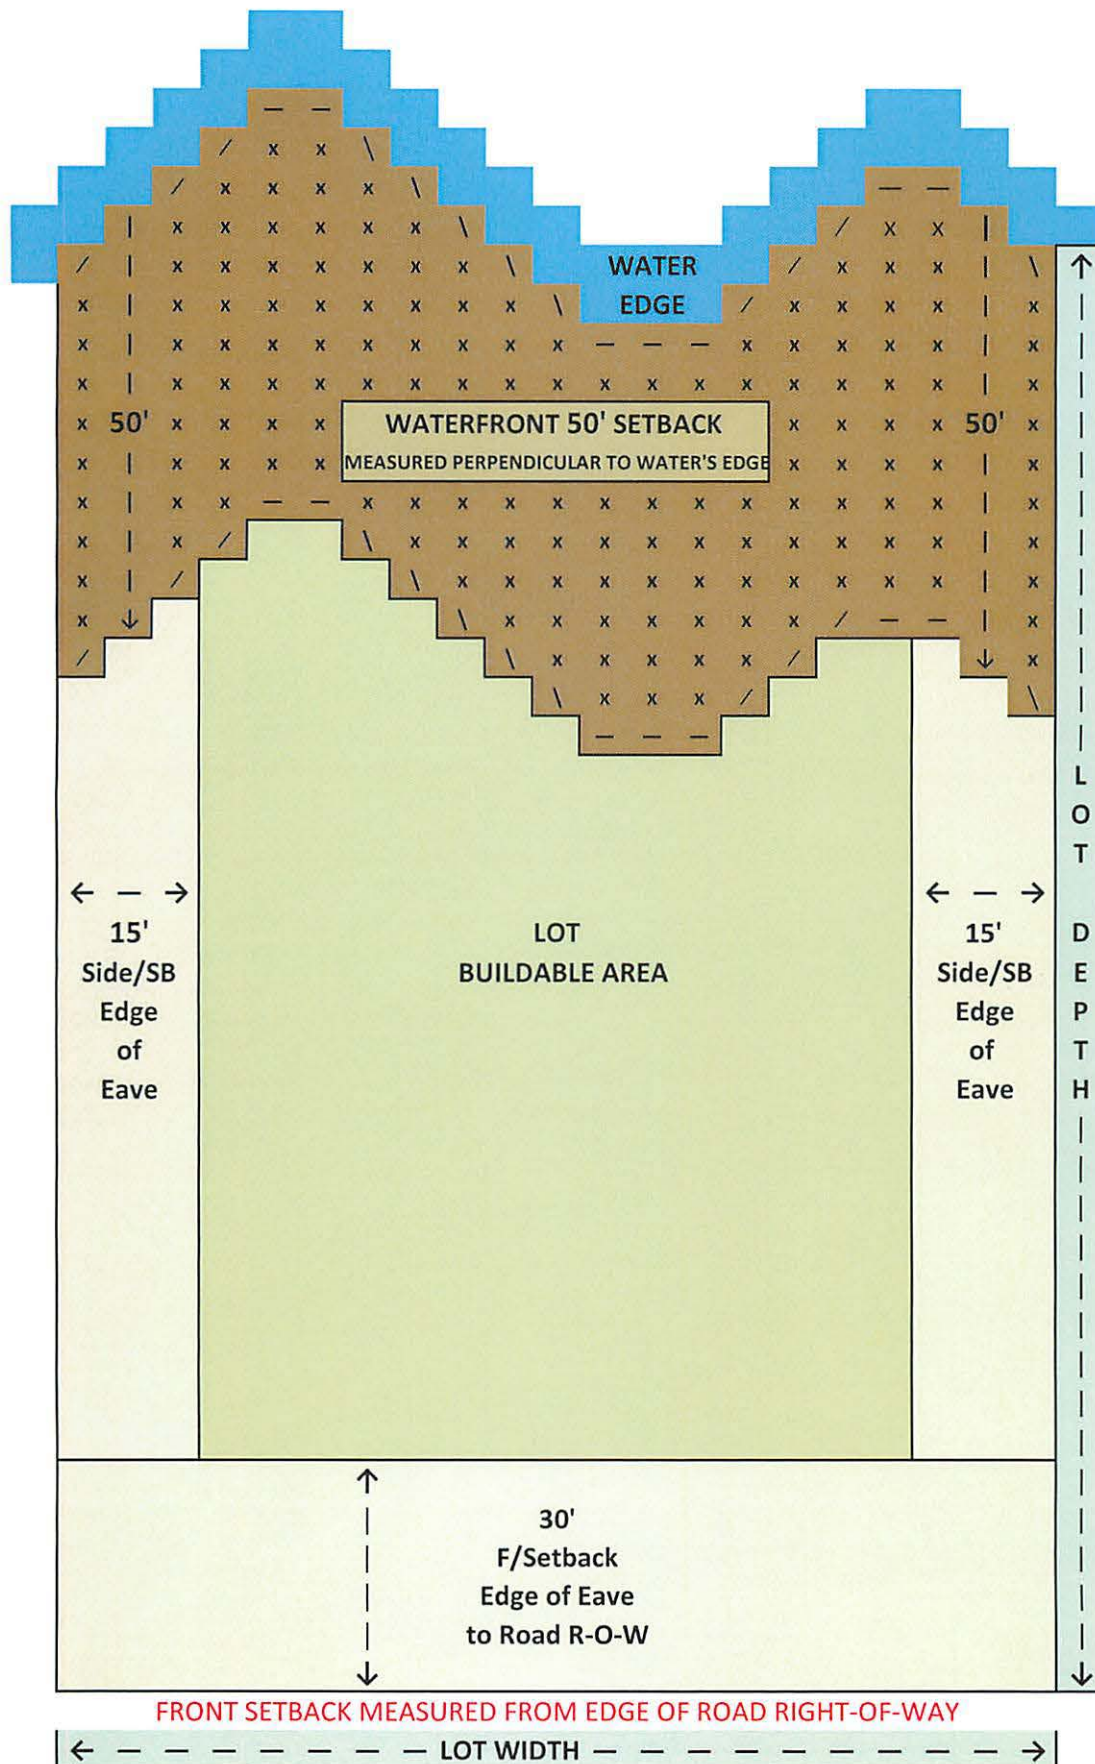 WATER
EDGE
50'
WATERFRONT 50' SETBACK
MEASURED PERPENDICULAR TO WATER'S EDGE
50'
15'
Side/SB
Edge
of
Eave
LOT
BUILDABLE AREA
15'
Side/SB
Edge
of
Eave
LOT DEPTH
30'
F/Setback
Edge of Eave
to Road R-O-W
FRONT SETBACK MEASURED FROM EDGE OF ROAD RIGHT-OF-WAY
LOT WIDTH